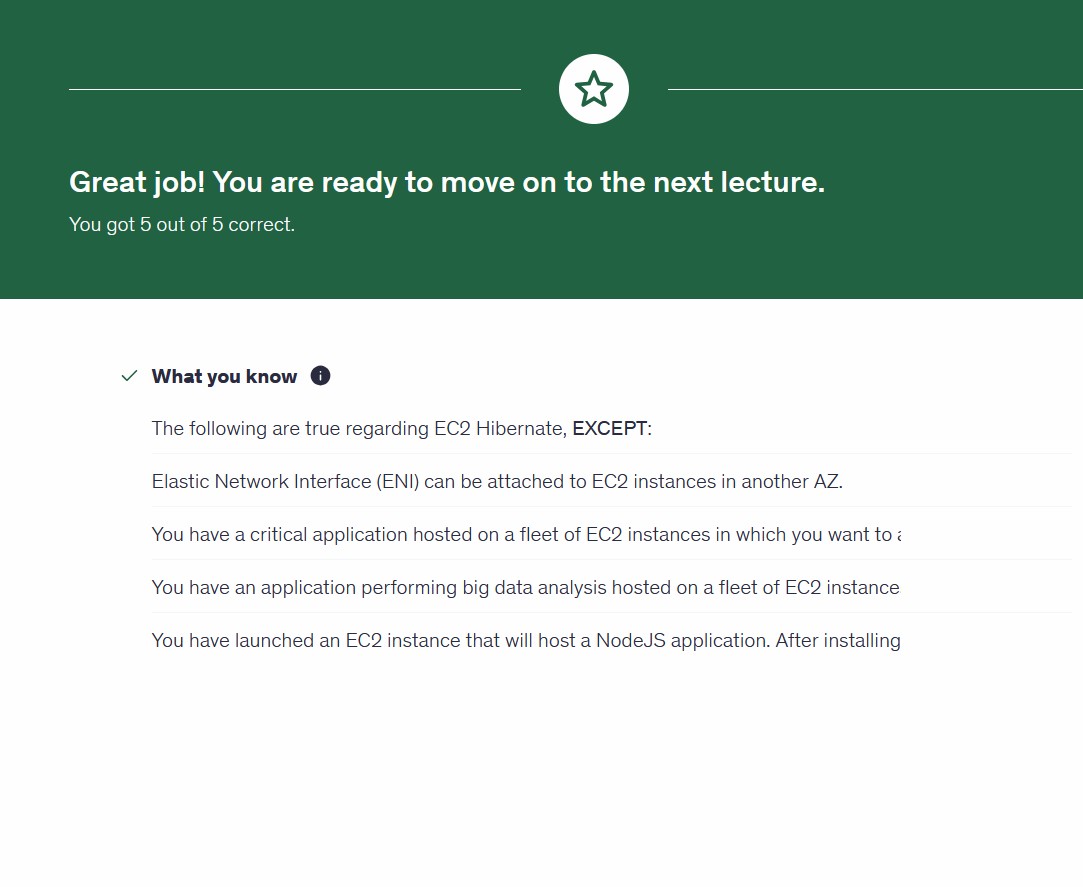 Great job! You are ready to move on to the next lecture.
You got 5 out of 5 correct.
What you know
The following are true regarding EC2 Hibernate, EXCEPT:
Elastic Network Interface (ENI) can be attached to EC2 instances in another AZ.
You have a critical application hosted on a fleet of EC2 instances in which you want to
You have an application performing big data analysis hosted on a fleet of EC2 instance
You have launched an EC2 instance that will host a NodeJS application. After installing